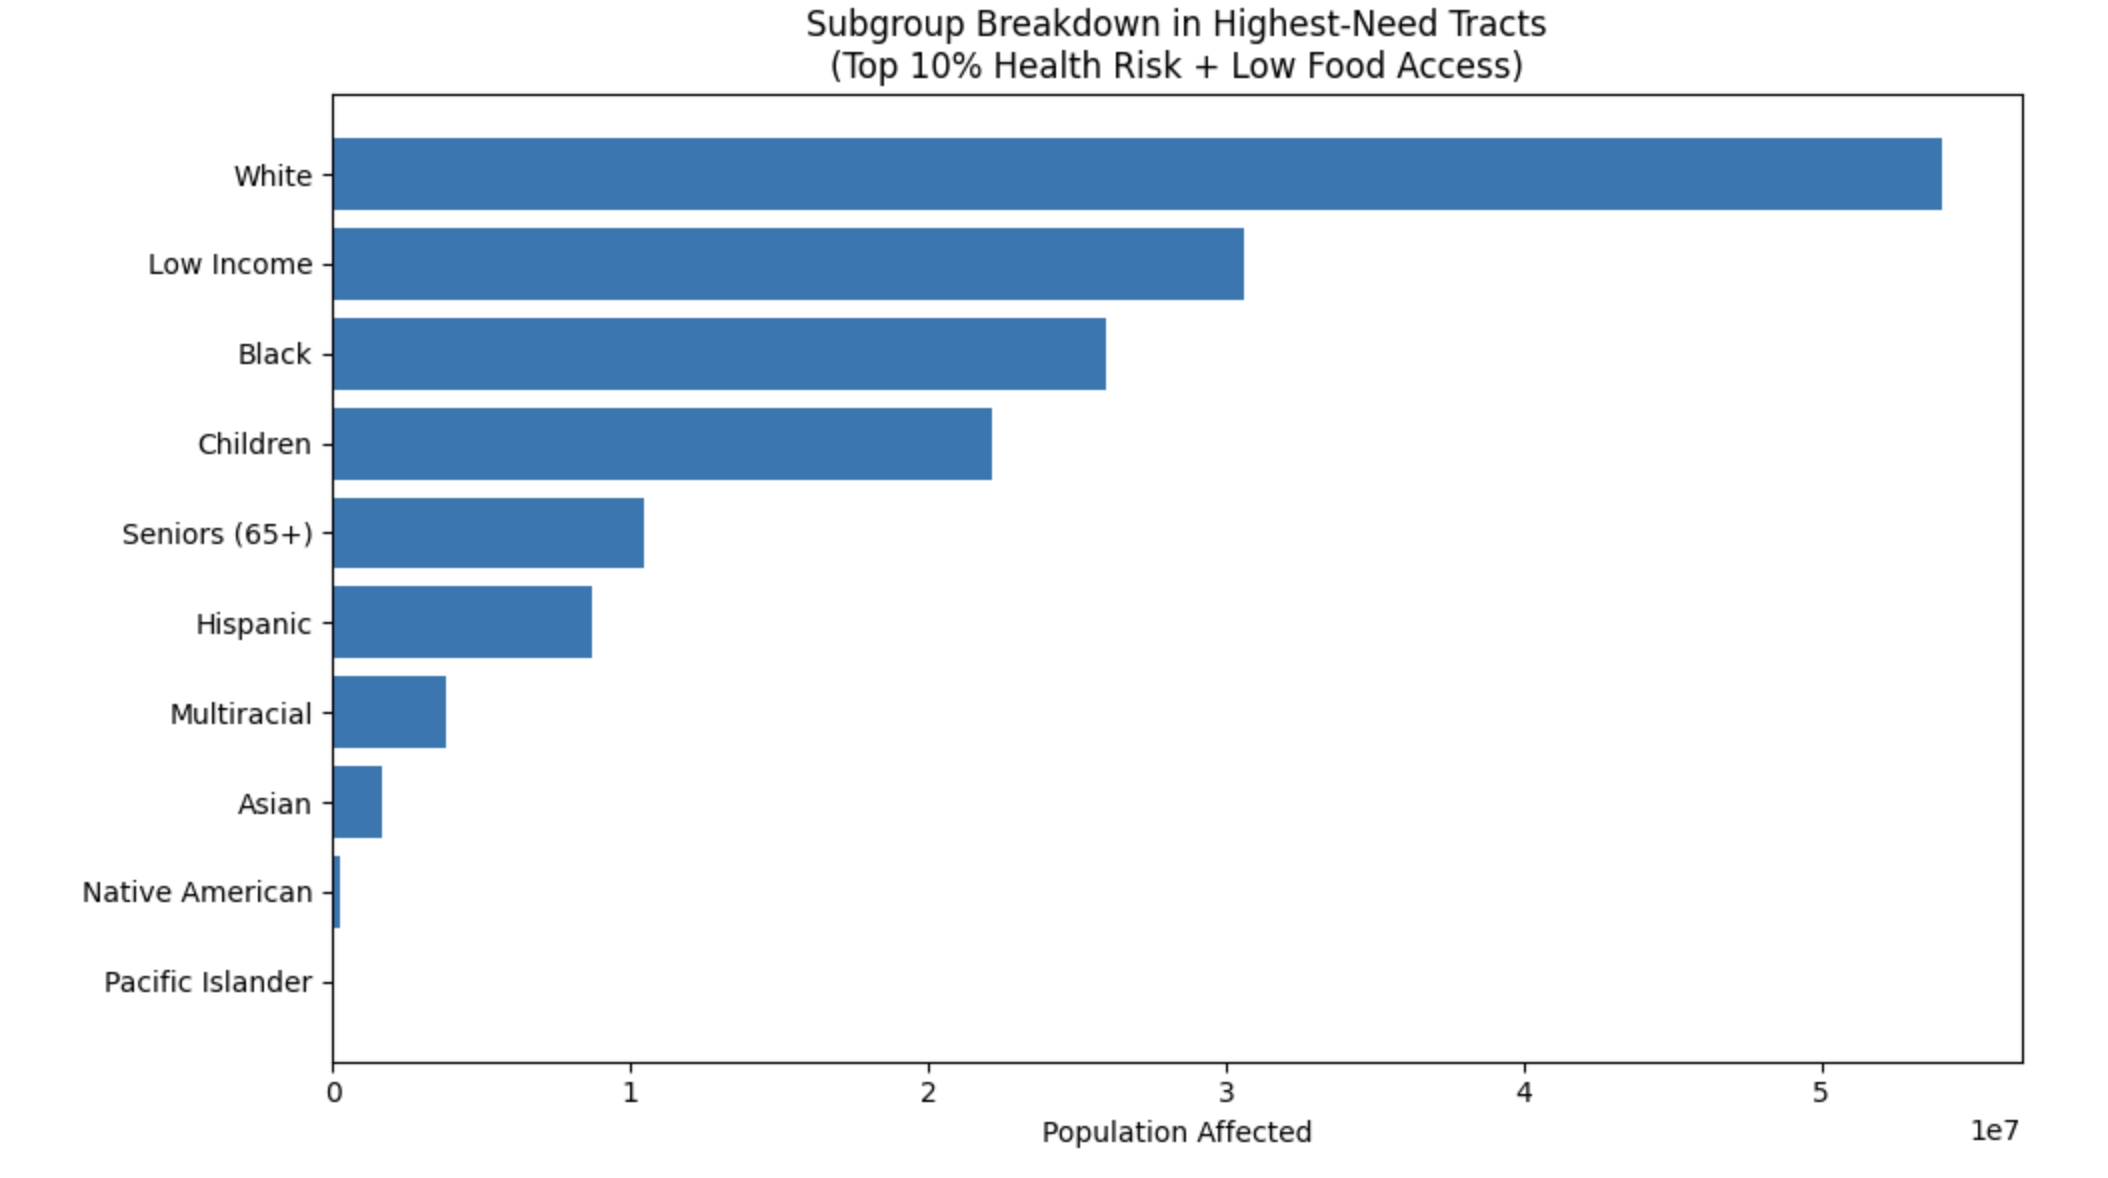 Subgroup Breakdown in Highest-Need Tracts
(Top 10% Health Risk + Low Food Access)
White
Low Income
Black
Children
Seniors (65+)
Hispanic
Multiracial
Asian
Native American
Pacific Islander
0 1 2 3 4 5
Population Affected
1e7